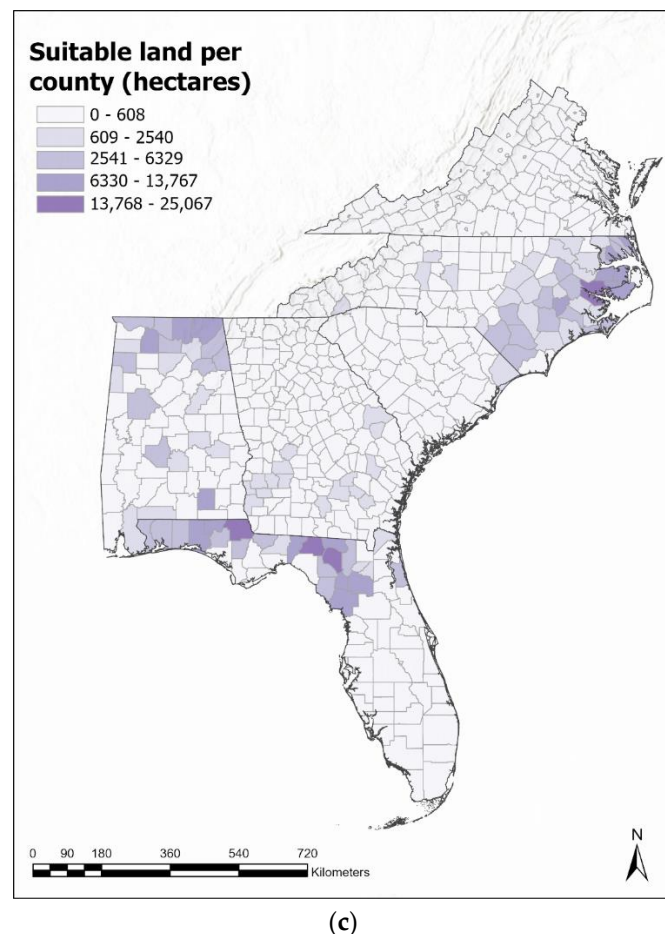 Suitable land per
county (hectares)
0 - 608
609 - 2540
2541 - 6329
6330 - 13,767
13,768 - 25,067
N
0 90 180 360 540 720
Kilometers
(c)